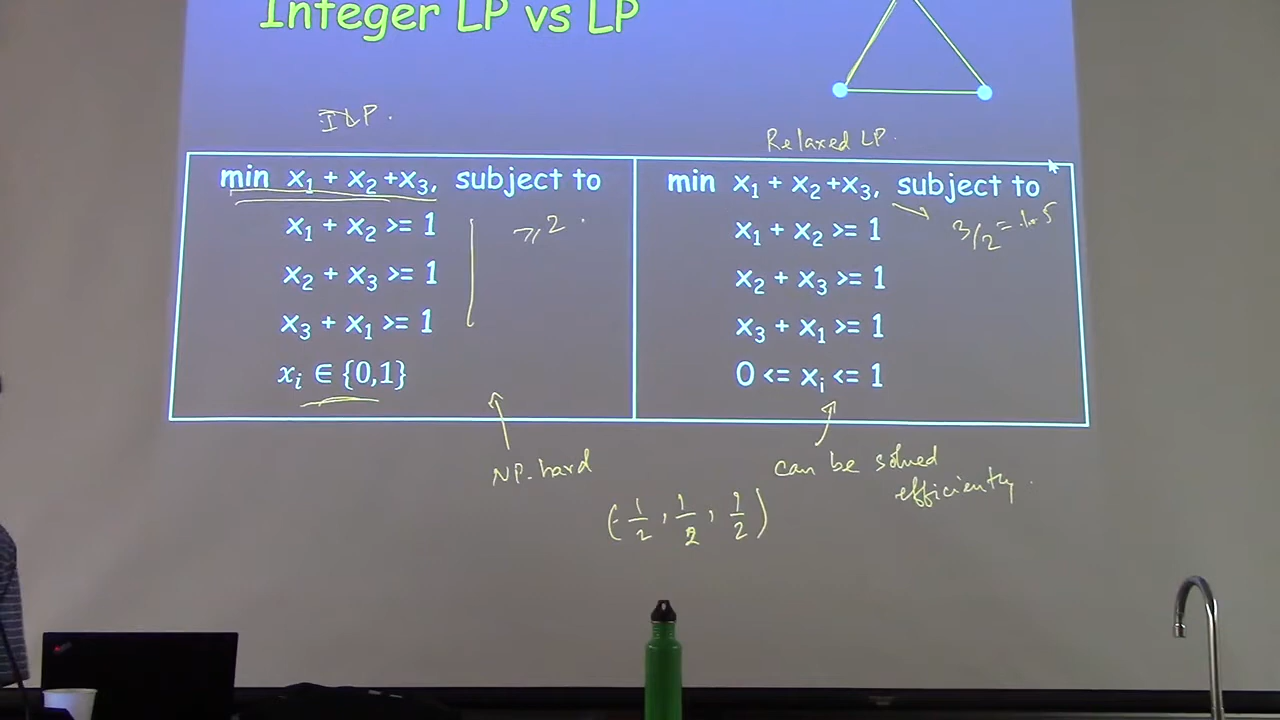 Integer LP vs LP
ILP.
Relaxed LP.
min x₁ + x₂ +x₃, subject to
x₁ + x₂ >= 1
x₂ + x₃ >= 1
x₃ + x₁ >= 1
xᵢ ∈ {0,1}
≥ 2.
min x₁ + x₂ +x₃, subject to
x₁ + x₂ >= 1
x₂ + x₃ >= 1
x₃ + x₁ >= 1
0 <= xᵢ <= 1
3/2 = 1.5
NP-hard
can be solved
efficiently.
(1/2, 1/2, 1/2)